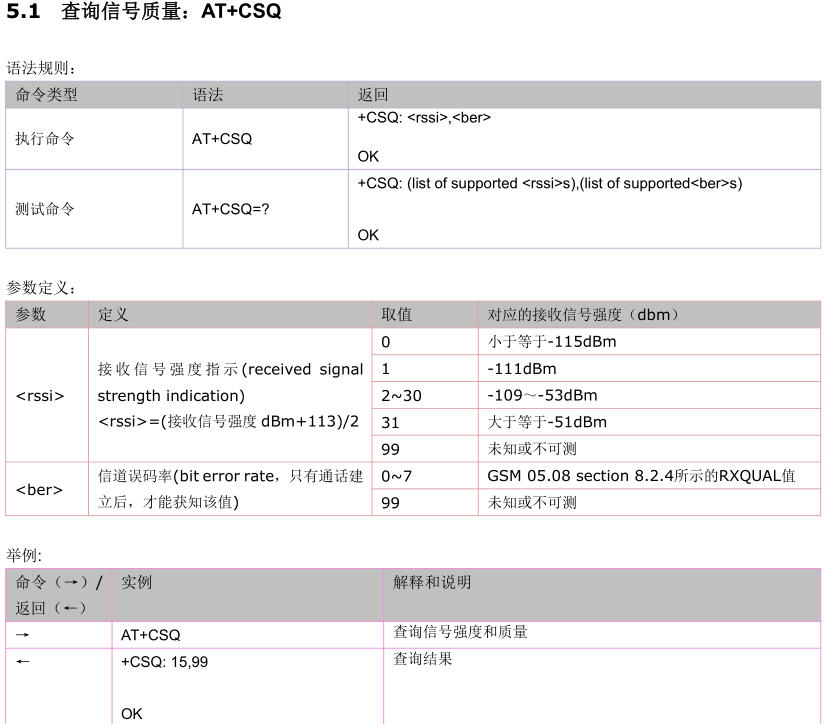 5.1 查询信号质量：AT+CSQ
语法规则：
命令类型 语法 返回
执行命令 AT+CSQ +CSQ: <rssi>,<ber>
OK
测试命令 AT+CSQ=? +CSQ: (list of supported <rssi>s),(list of supported<ber>s)
OK
参数定义：
参数 定义 取值 对应的接收信号强度（dbm）
<rssi> 接收信号强度指示(received signal
strength indication)
<rssi>=(接收信号强度 dBm+113)/2
0 小于等于-115dBm
1 -111dBm
2~30 -109～-53dBm
31 大于等于-51dBm
99 未知或不可测
<ber> 信道误码率(bit error rate，只有通话建
立后，才能获知该值)
0~7 GSM 05.08 section 8.2.4所示的RXQUAL值
99 未知或不可测
举例:
命令（→）/
返回（←）
实例 解释和说明
→ AT+CSQ 查询信号强度和质量
← +CSQ: 15,99 查询结果
OK